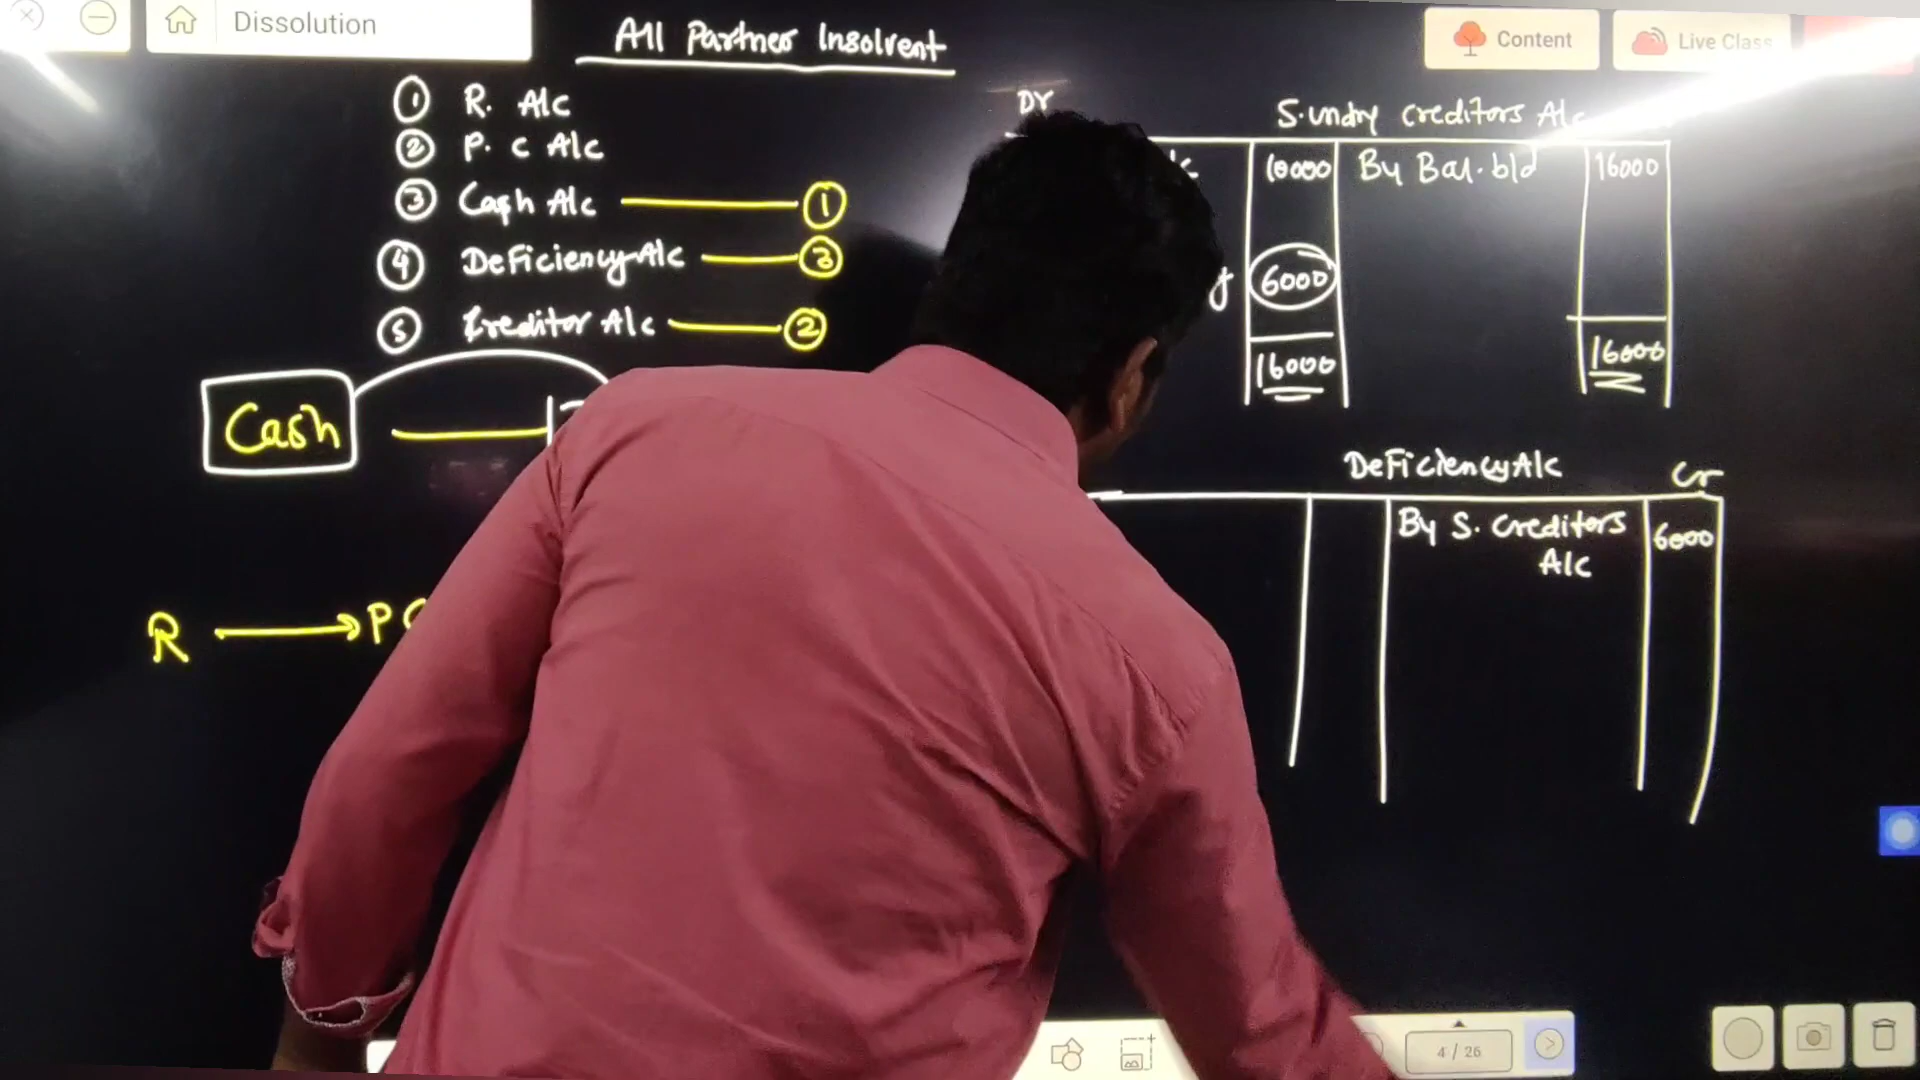 Dissolution
All Partner Insolvent
Content
Live Class
① R. A/c
② P. C A/c
③ Cash A/c ①
④ Deficiency A/c ③
⑤ Creditor A/c ②
Cash
R → P
Dr
Sundry Creditors A/c
10000 By Bal. b/d 16000
6000
16000 16000
Deficiency A/c Cr
By S. Creditors 6000
A/c
4 / 26